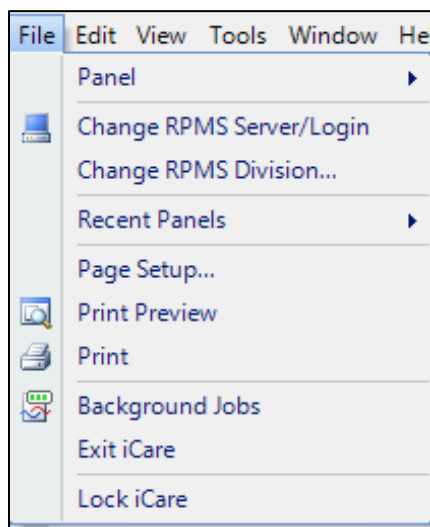 File Edit View Tools Window He
Panel
Change RPMS Server/Login
Change RPMS Division...
Recent Panels
Page Setup...
Print Preview
Print
Background Jobs
Exit iCare
Lock iCare